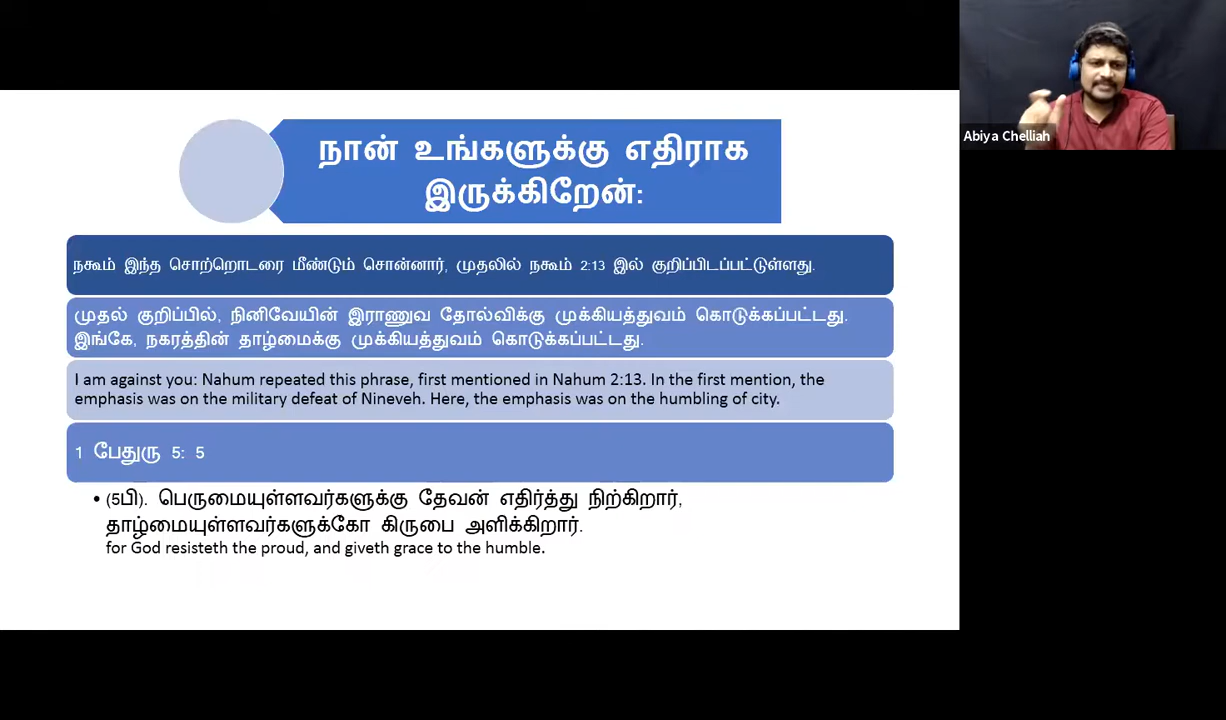 நான் உங்களுக்கு எதிராக
இருக்கிறேன்:
நகூம் இந்த சொற்றொடரை மீண்டும் சொன்னார், முதலில் நகூம் 2:13 இல் குறிப்பிடப்பட்டுள்ளது.
முதல் குறிப்பில், நினிவேயின் இராணுவ தோல்விக்கு முக்கியத்துவம் கொடுக்கப்பட்டது.
இங்கே, நகரத்தின் தாழ்மைக்கு முக்கியத்துவம் கொடுக்கப்பட்டது.
I am against you: Nahum repeated this phrase, first mentioned in Nahum 2:13. In the first mention, the
emphasis was on the military defeat of Nineveh. Here, the emphasis was on the humbling of city.
1 பேதுரு 5: 5
• (5பி). பெருமையுள்ளவர்களுக்கு தேவன் எதிர்த்து நிற்கிறார்,
தாழ்மையுள்ளவர்களுக்கோ கிருபை அளிக்கிறார்.
for God resisteth the proud, and giveth grace to the humble.
Abiya Chelliah